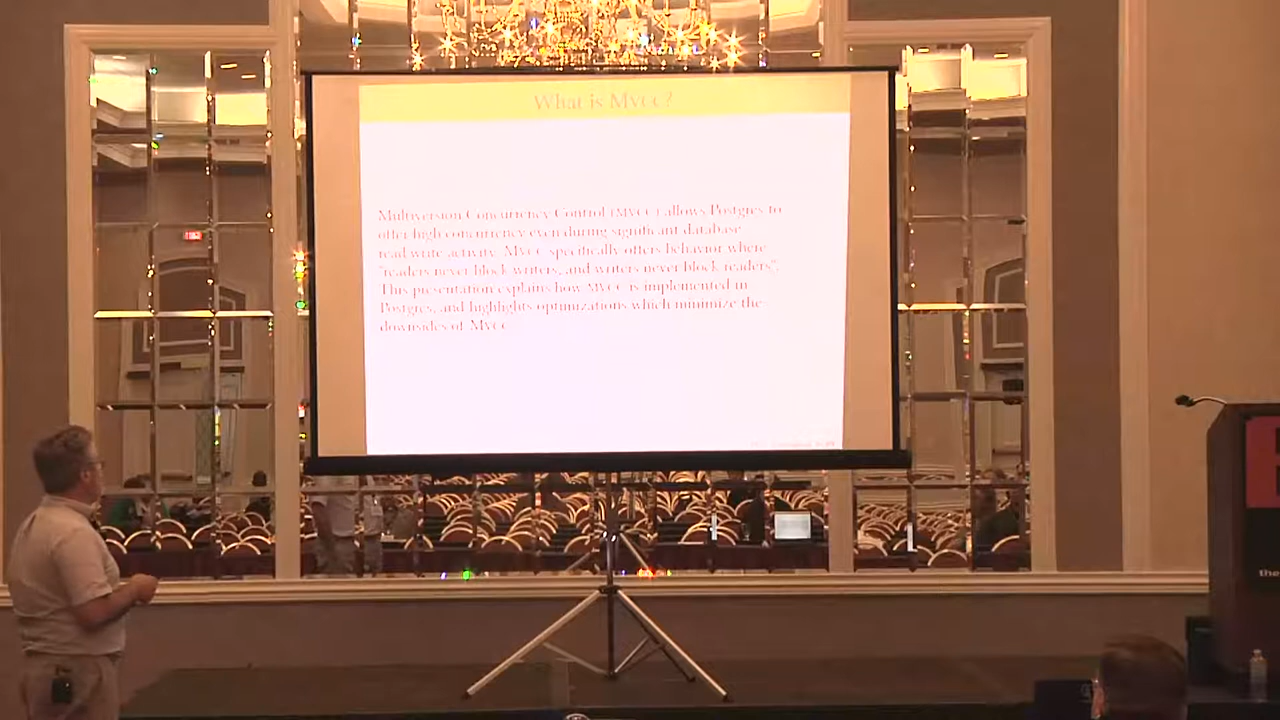 What is MVCC?
Multiversion Concurrency Control (MVCC) allows Postgres to
offer high concurrency even during significant database
read/write activity. MVCC specifically offers behavior where
"readers never block writers, and writers never block readers".
This presentation explains how MVCC is implemented in
Postgres, and highlights optimizations which minimize the
downsides of MVCC.
the